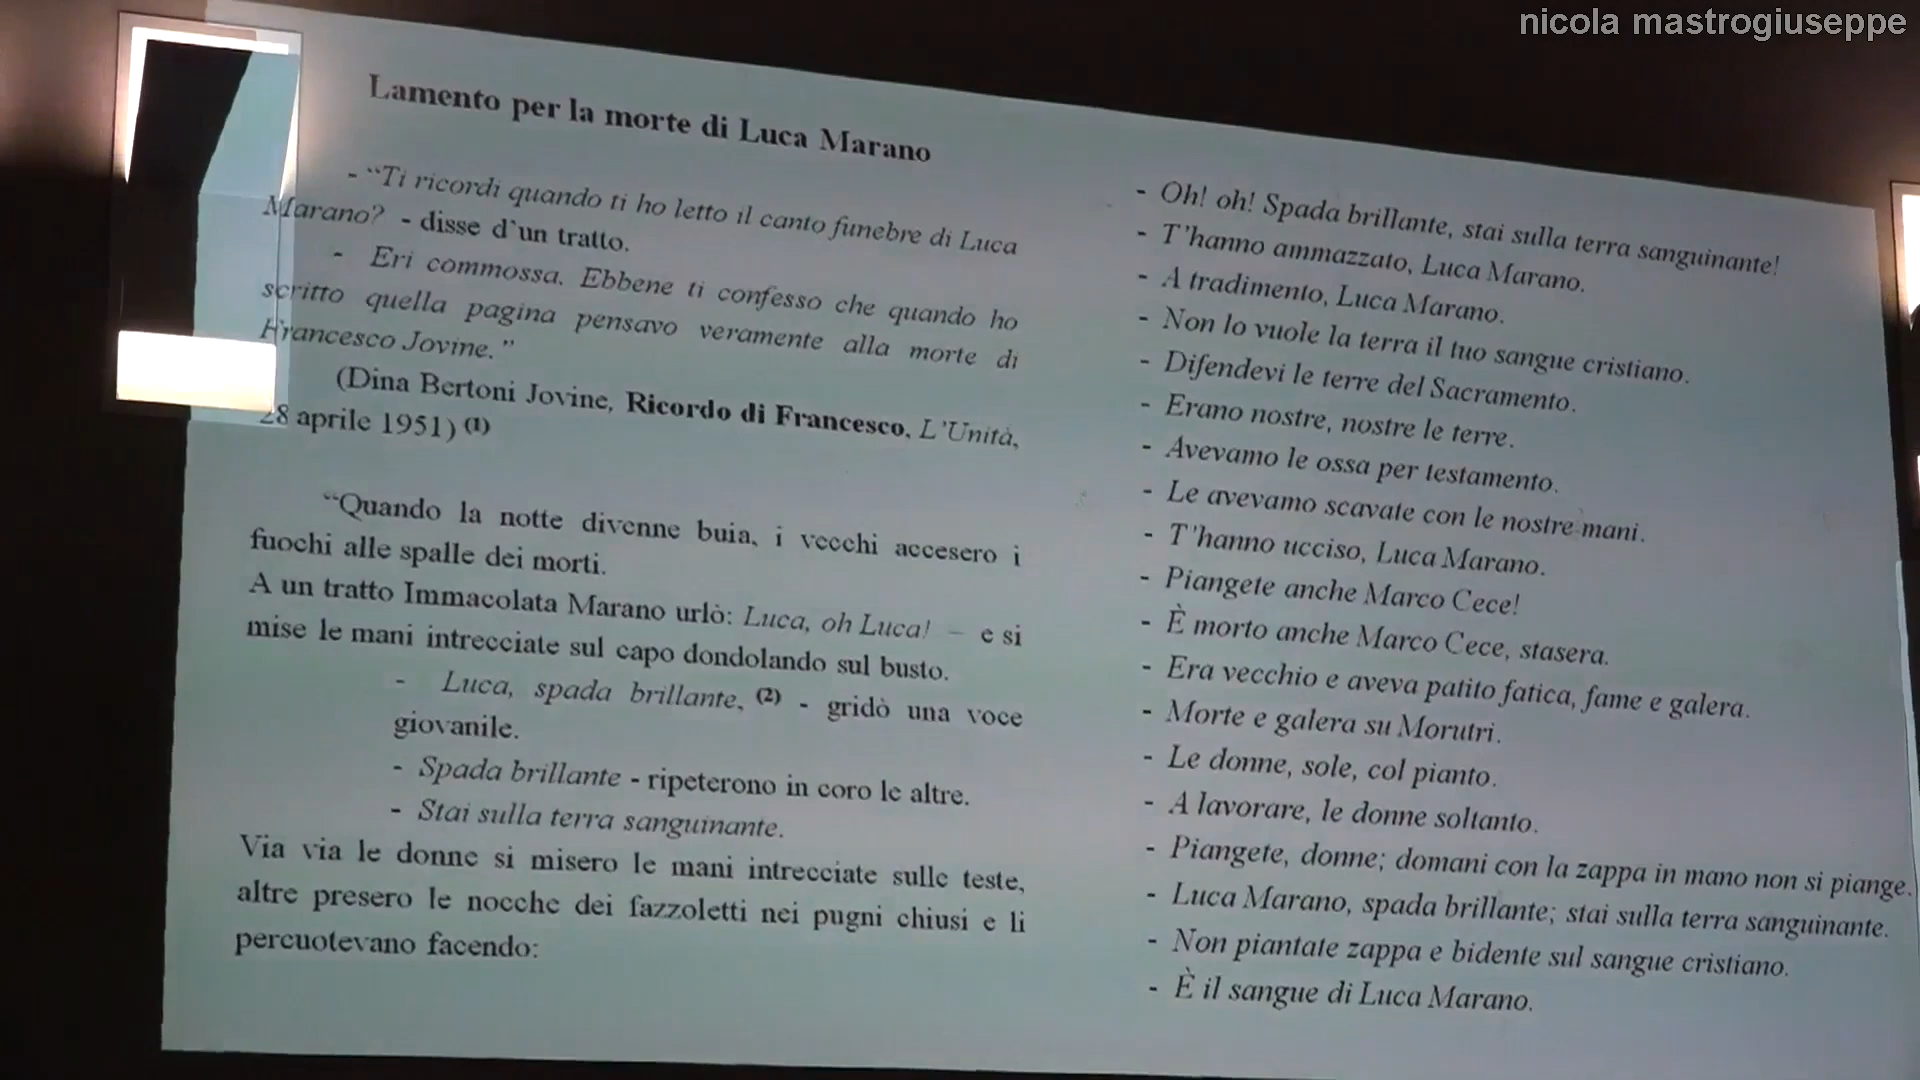 nicola mastrogiuseppe
Lamento per la morte di Luca Marano
- “Ti ricordi quando ti ho letto il canto funebre di Luca
Marano? - disse d’un tratto.
- Eri commossa. Ebbene ti confesso che quando ho
scritto quella pagina pensavo veramente alla morte di
Francesco Jovine.”
(Dina Bertoni Jovine, Ricordo di Francesco, L’Unità,
28 aprile 1951) (1)
“Quando la notte divenne buia, i vecchi accesero i
fuochi alle spalle dei morti.
A un tratto Immacolata Marano urlò: Luca, oh Luca! – e si
mise le mani intrecciate sul capo dondolando sul busto.
- Luca, spada brillante, (2) - gridò una voce
giovanile.
- Spada brillante - ripeterono in coro le altre.
- Stai sulla terra sanguinante.
Via via le donne si misero le mani intrecciate sulle teste,
altre presero le nocche dei fazzoletti nei pugni chiusi e li
percuotevano facendo:
- Oh! oh! Spada brillante, stai sulla terra sanguinante!
- T’hanno ammazzato, Luca Marano.
- A tradimento, Luca Marano.
- Non lo vuole la terra il tuo sangue cristiano.
- Difendevi le terre del Sacramento.
- Erano nostre, nostre le terre.
- Avevamo le ossa per testamento.
- Le avevamo scavate con le nostre mani.
- T’hanno ucciso, Luca Marano.
- Piangete anche Marco Cece!
- È morto anche Marco Cece, stasera.
- Era vecchio e aveva patito fatica, fame e galera.
- Morte e galera su Morutri.
- Le donne, sole, col pianto.
- A lavorare, le donne soltanto.
- Piangete, donne; domani con la zappa in mano non si piange.
- Luca Marano, spada brillante; stai sulla terra sanguinante.
- Non piantate zappa e bidente sul sangue cristiano.
- È il sangue di Luca Marano.